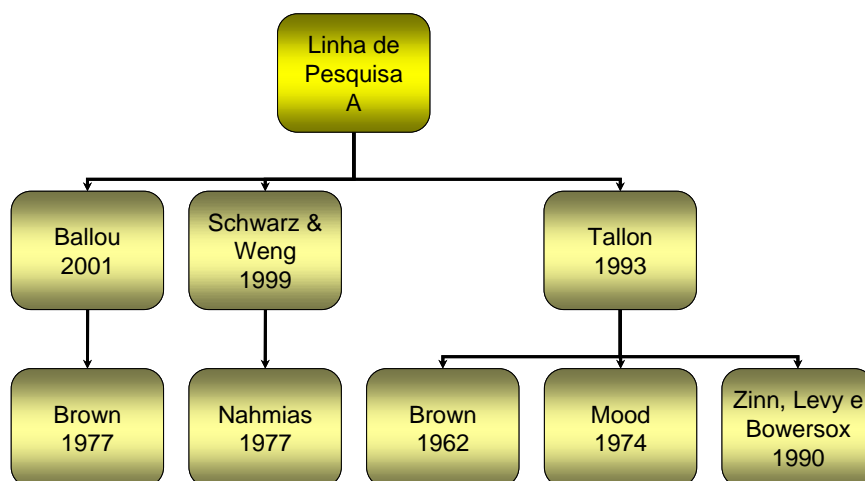 Linha de
Pesquisa
A
Ballou
2001
Schwarz &
Weng
1999
Tallon
1993
Brown
1977
Nahmias
1977
Brown
1962
Mood
1974
Zinn, Levy e
Bowersox
1990